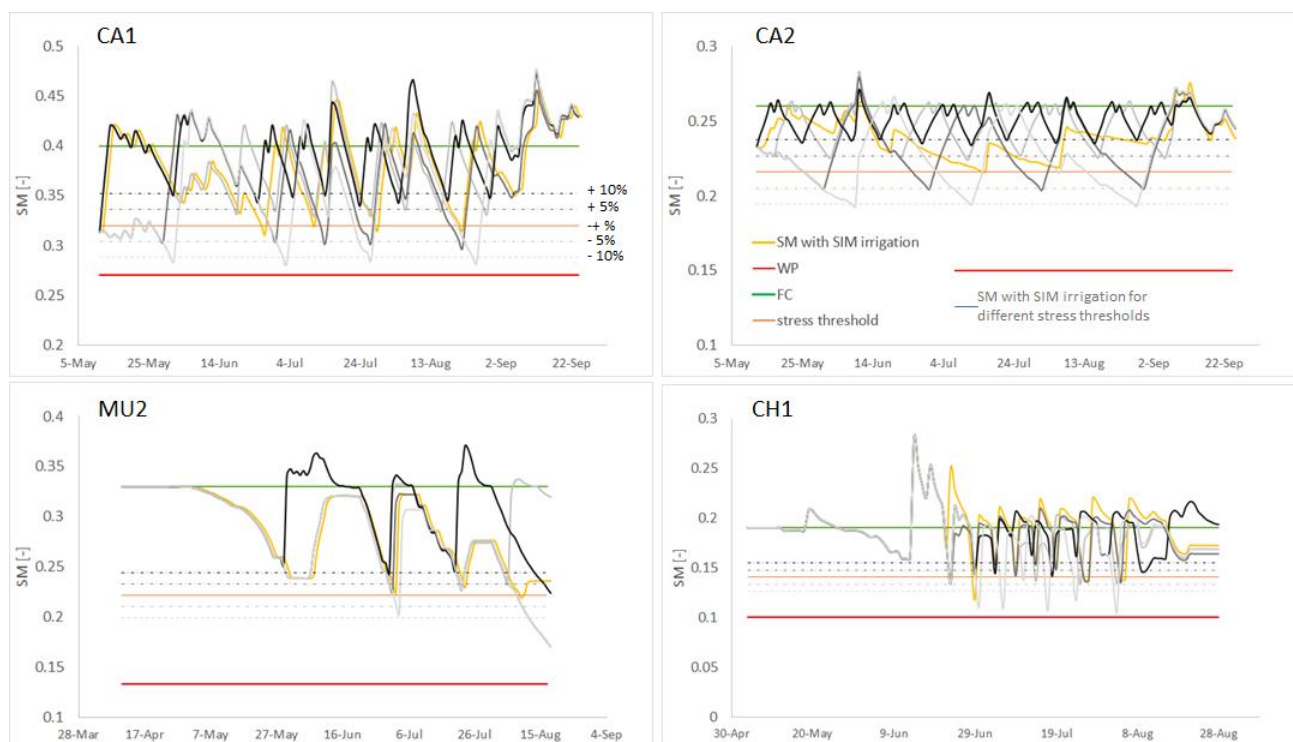 CA1
0.5
0.45
0.4
0.35
0.3
0.25
0.2
SM [-]
+ 10%
+ 5%
-+ %
- 5%
- 10%
5-May 25-May 14-Jun 4-Jul 24-Jul 13-Aug 2-Sep 22-Sep
CA2
0.3
0.25
0.2
0.15
0.1
SM [-]
SM with SIM irrigation
WP
FC
stress threshold
SM with SIM irrigation for
different stress thresholds
5-May 25-May 14-Jun 4-Jul 24-Jul 13-Aug 2-Sep 22-Sep
MU2
0.4
0.35
0.3
0.25
0.2
0.15
0.1
SM [-]
28-Mar 17-Apr 7-May 27-May 16-Jun 6-Jul 26-Jul 15-Aug 4-Sep
CH1
0.3
0.25
0.2
0.15
0.1
0.05
0
SM [-]
30-Apr 20-May 9-Jun 29-Jun 19-Jul 8-Aug 28-Aug